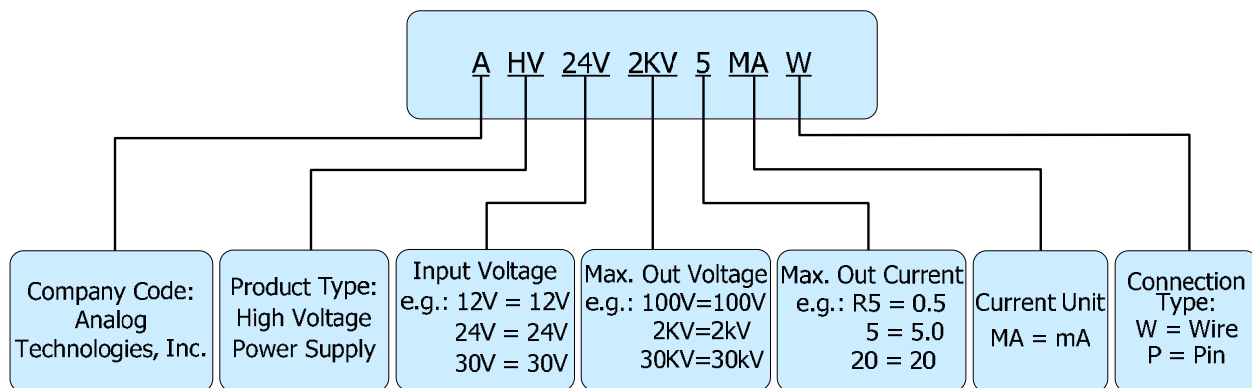 A HV 24V 2KV 5 MA W
Company Code:
Analog
Technologies, Inc.
Product Type:
High Voltage
Power Supply
Input Voltage
e.g.: 12V = 12V
24V = 24V
30V = 30V
Max. Out Voltage
e.g.: 100V=100V
2KV=2kV
30KV=30kV
Max. Out Current
e.g.: R5 = 0.5
5 = 5.0
20 = 20
Current Unit
MA = mA
Connection
Type:
W = Wire
P = Pin